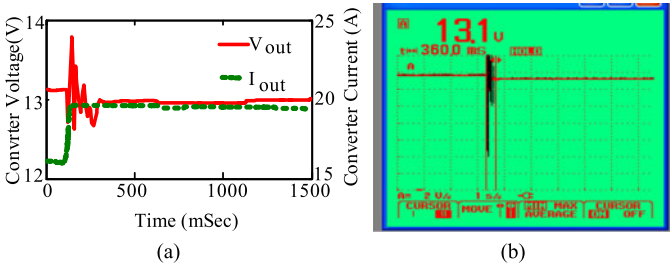 14
13
12
25
20
15
0
500
1000
1500
Convrter Voltage(V)
Converter Current (A)
Time (mSec)
V out
I out
(a)
A
13.1 V
360.0 mS HOLD
A
A= 2 V/ 1 s/
CURSOR MOVE MIN MAX CURSOR
AVERAGE ON OFF
(b)